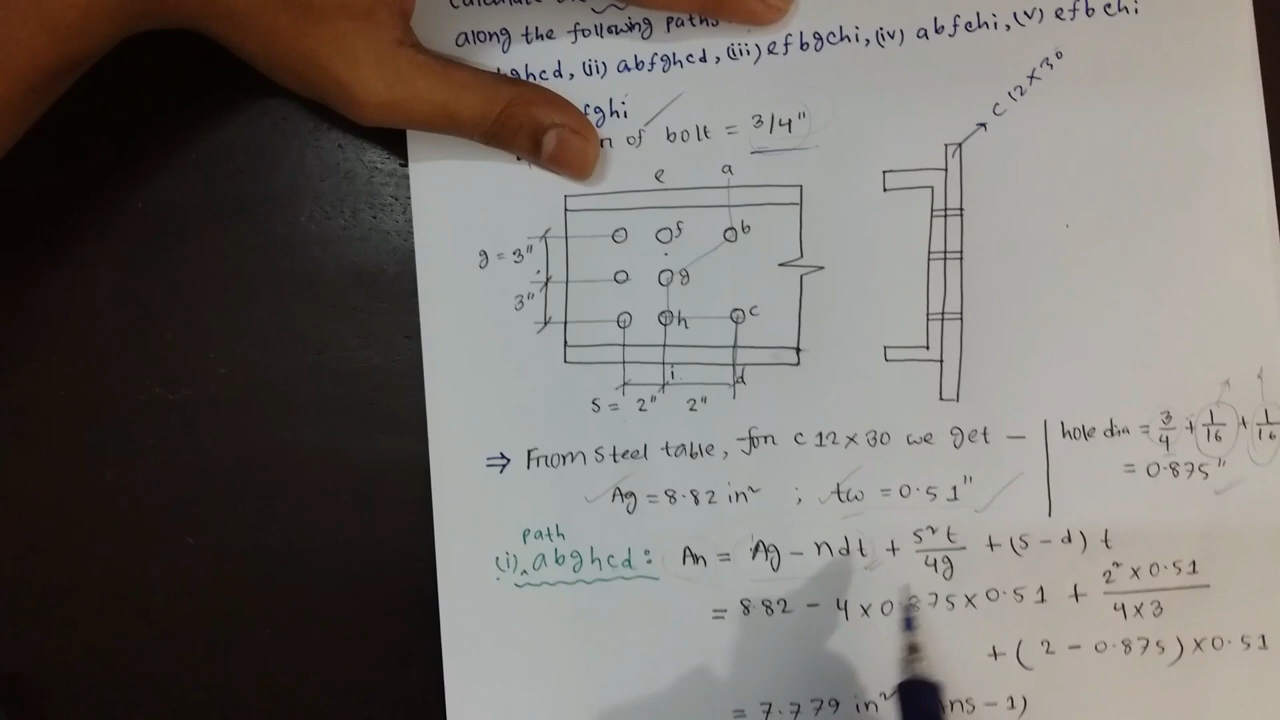 along the following paths
ghcd, (ii) abfghcd, (iii) efbgchi, (iv) abfchi, (v) efbchi
fghi
of bolt = 3/4"
C 12×30
e a
f b
g = 3"
g
3"
h c
i d
S = 2" 2"
⇒ From steel table, for C 12×30 we get —
Ag = 8.82 in² ; tw = 0.51"
hole dia = 3/4 + 1/16 + 1/16
= 0.875"
path
(i) abghcd: An = Ag - ndt + s²t/4g + (s-d) t
= 8.82 - 4 × 0.875 × 0.51 + 2² × 0.51 / 4×3
+ (2 - 0.875) × 0.51
= 7.779 in² ns-1)